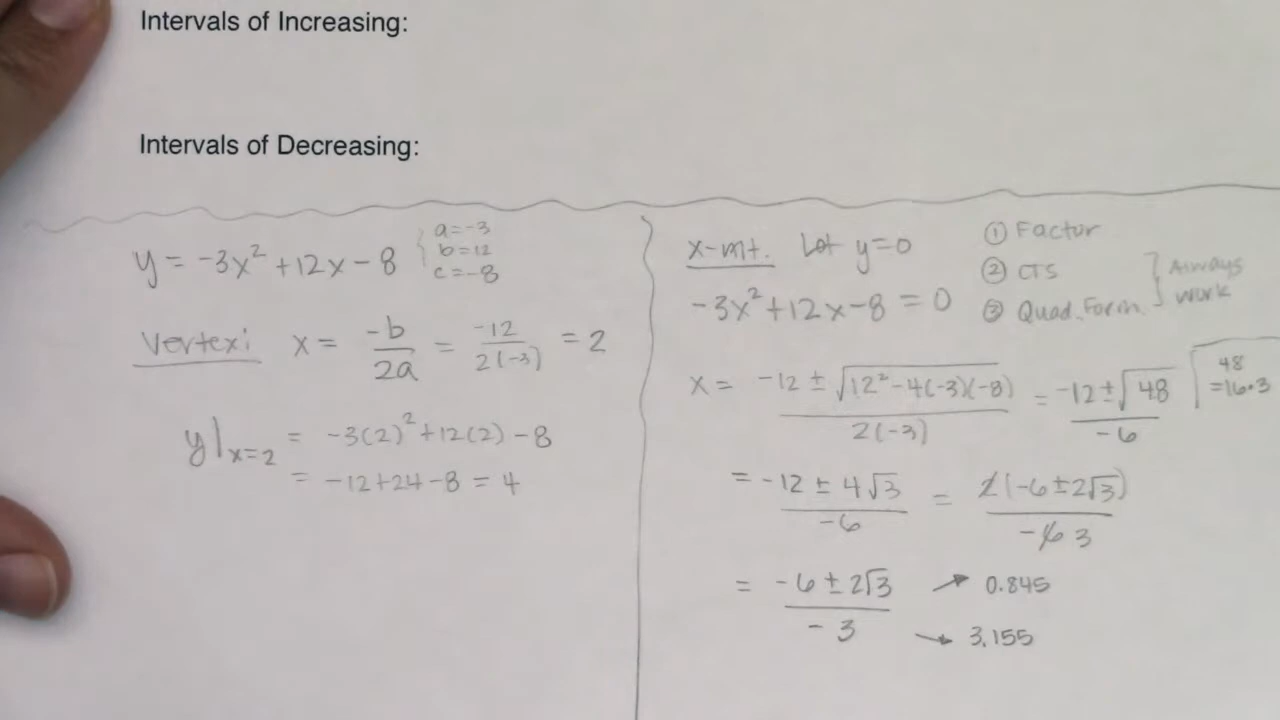 Intervals of Increasing:
Intervals of Decreasing:
y = -3x² + 12x - 8
a = -3
b = 12
c = -8
Vertex: x = -b/2a = -12/2(-3) = 2
y|x=2 = -3(2)² + 12(2) - 8
= -12 + 24 - 8 = 4
x-int. Let y = 0
① Factor
② CTS
③ Quad. Form.
} Always work
-3x² + 12x - 8 = 0
x = (-12 ± √(12² - 4(-3)(-8)))/2(-3) = (-12 ± √48)/-6
48
= 16·3
= (-12 ± 4√3)/-6 = 2(-6 ± 2√3)/-6 3
= (-6 ± 2√3)/-3 → 0.845
→ 3.155